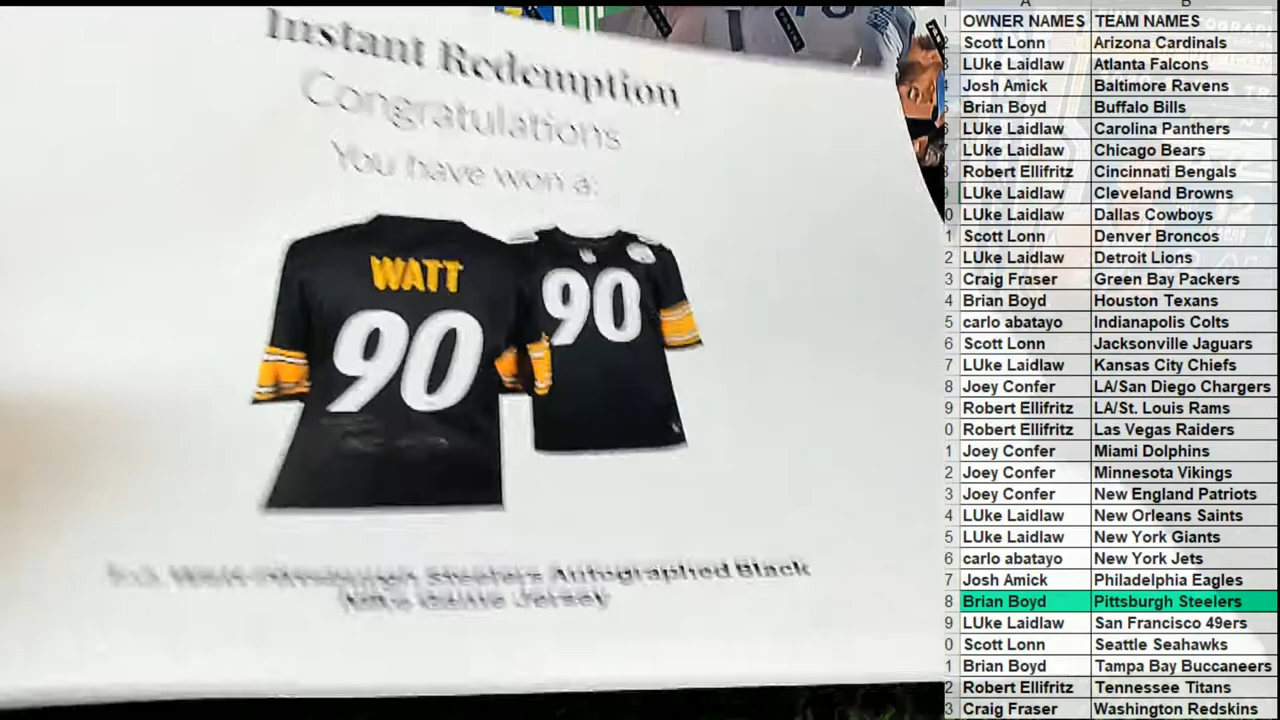 Instant Redemption
Congratulations
You have won a:
WATT
90
90
Steelers Autographed Black
Jersey
A B
OWNER NAMES TEAM NAMES
Scott Lonn Arizona Cardinals
LUke Laidlaw Atlanta Falcons
Josh Amick Baltimore Ravens
Brian Boyd Buffalo Bills
LUke Laidlaw Carolina Panthers
LUke Laidlaw Chicago Bears
Robert Ellifritz Cincinnati Bengals
LUke Laidlaw Cleveland Browns
LUke Laidlaw Dallas Cowboys
Scott Lonn Denver Broncos
LUke Laidlaw Detroit Lions
Craig Fraser Green Bay Packers
Brian Boyd Houston Texans
carlo abatayo Indianapolis Colts
Scott Lonn Jacksonville Jaguars
LUke Laidlaw Kansas City Chiefs
Joey Confer LA/San Diego Chargers
Robert Ellifritz LA/St. Louis Rams
Robert Ellifritz Las Vegas Raiders
Joey Confer Miami Dolphins
Joey Confer Minnesota Vikings
Joey Confer New England Patriots
LUke Laidlaw New Orleans Saints
LUke Laidlaw New York Giants
carlo abatayo New York Jets
Josh Amick Philadelphia Eagles
Brian Boyd Pittsburgh Steelers
LUke Laidlaw San Francisco 49ers
Scott Lonn Seattle Seahawks
Brian Boyd Tampa Bay Buccaneers
Robert Ellifritz Tennessee Titans
Craig Fraser Washington Redskins